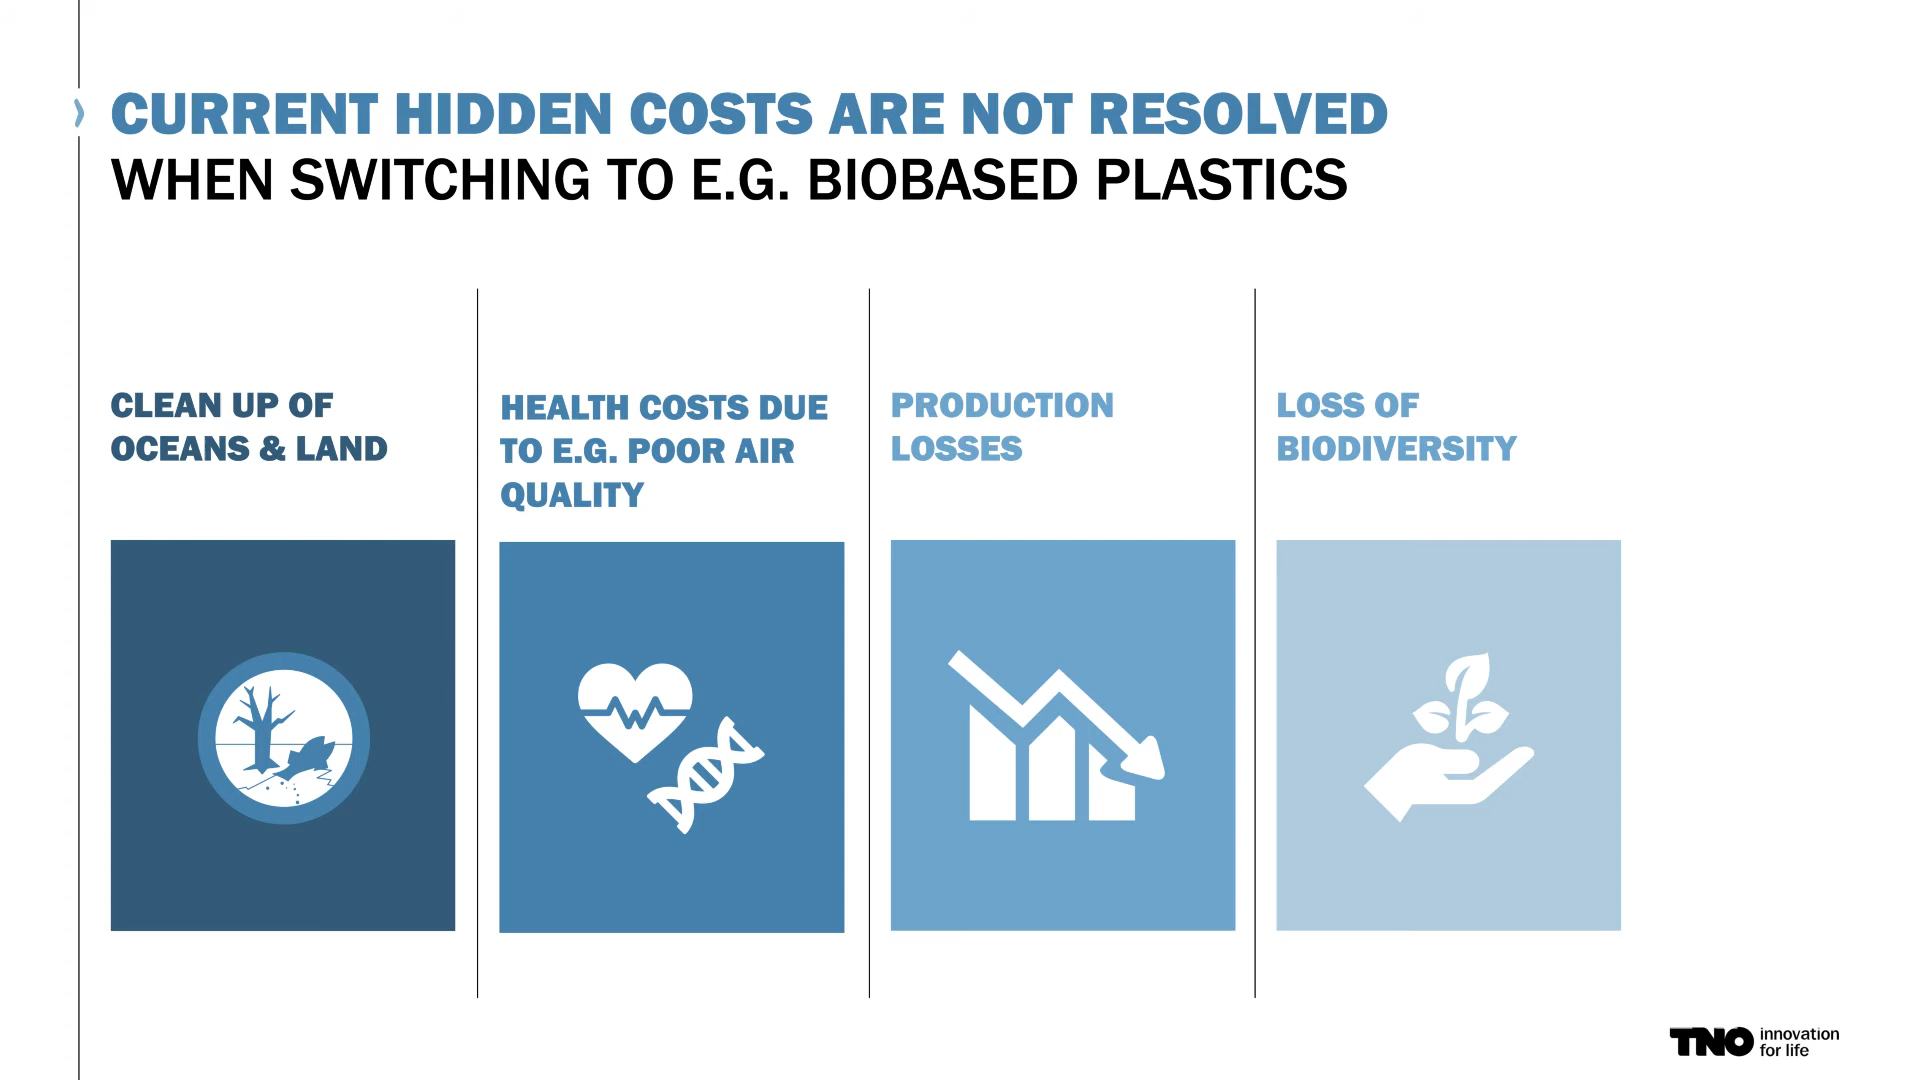 CURRENT HIDDEN COSTS ARE NOT RESOLVED
WHEN SWITCHING TO E.G. BIOBASED PLASTICS
CLEAN UP OF
OCEANS & LAND
HEALTH COSTS DUE
TO E.G. POOR AIR
QUALITY
PRODUCTION
LOSSES
LOSS OF
BIODIVERSITY
TNO innovation
for life